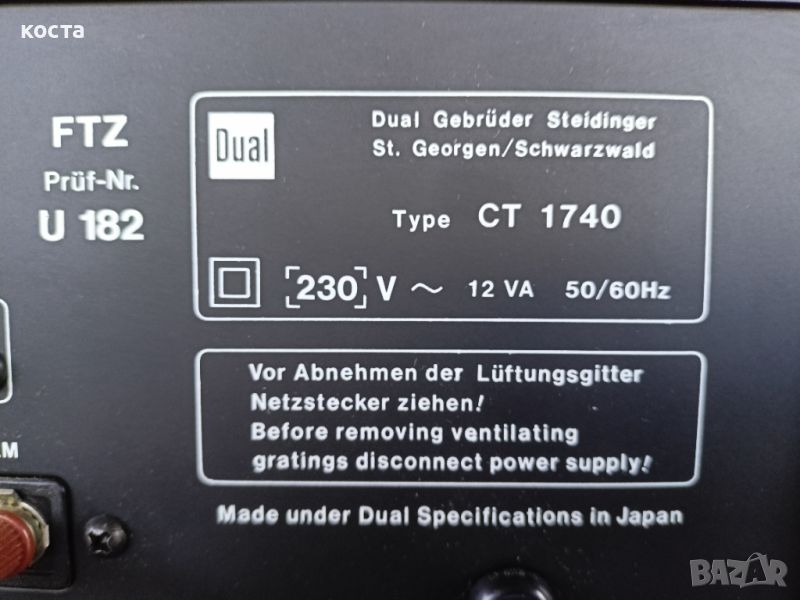 коста
FTZ
Prüf-Nr.
U 182
Dual
Dual Gebrüder Steidinger
St. Georgen/Schwarzwald
Type CT 1740
[230] V ~ 12 VA 50/60Hz
Vor Abnehmen der Lüftungsgitter
Netzstecker ziehen!
Before removing ventilating
gratings disconnect power supply!
Made under Dual Specifications in Japan
BAZAR